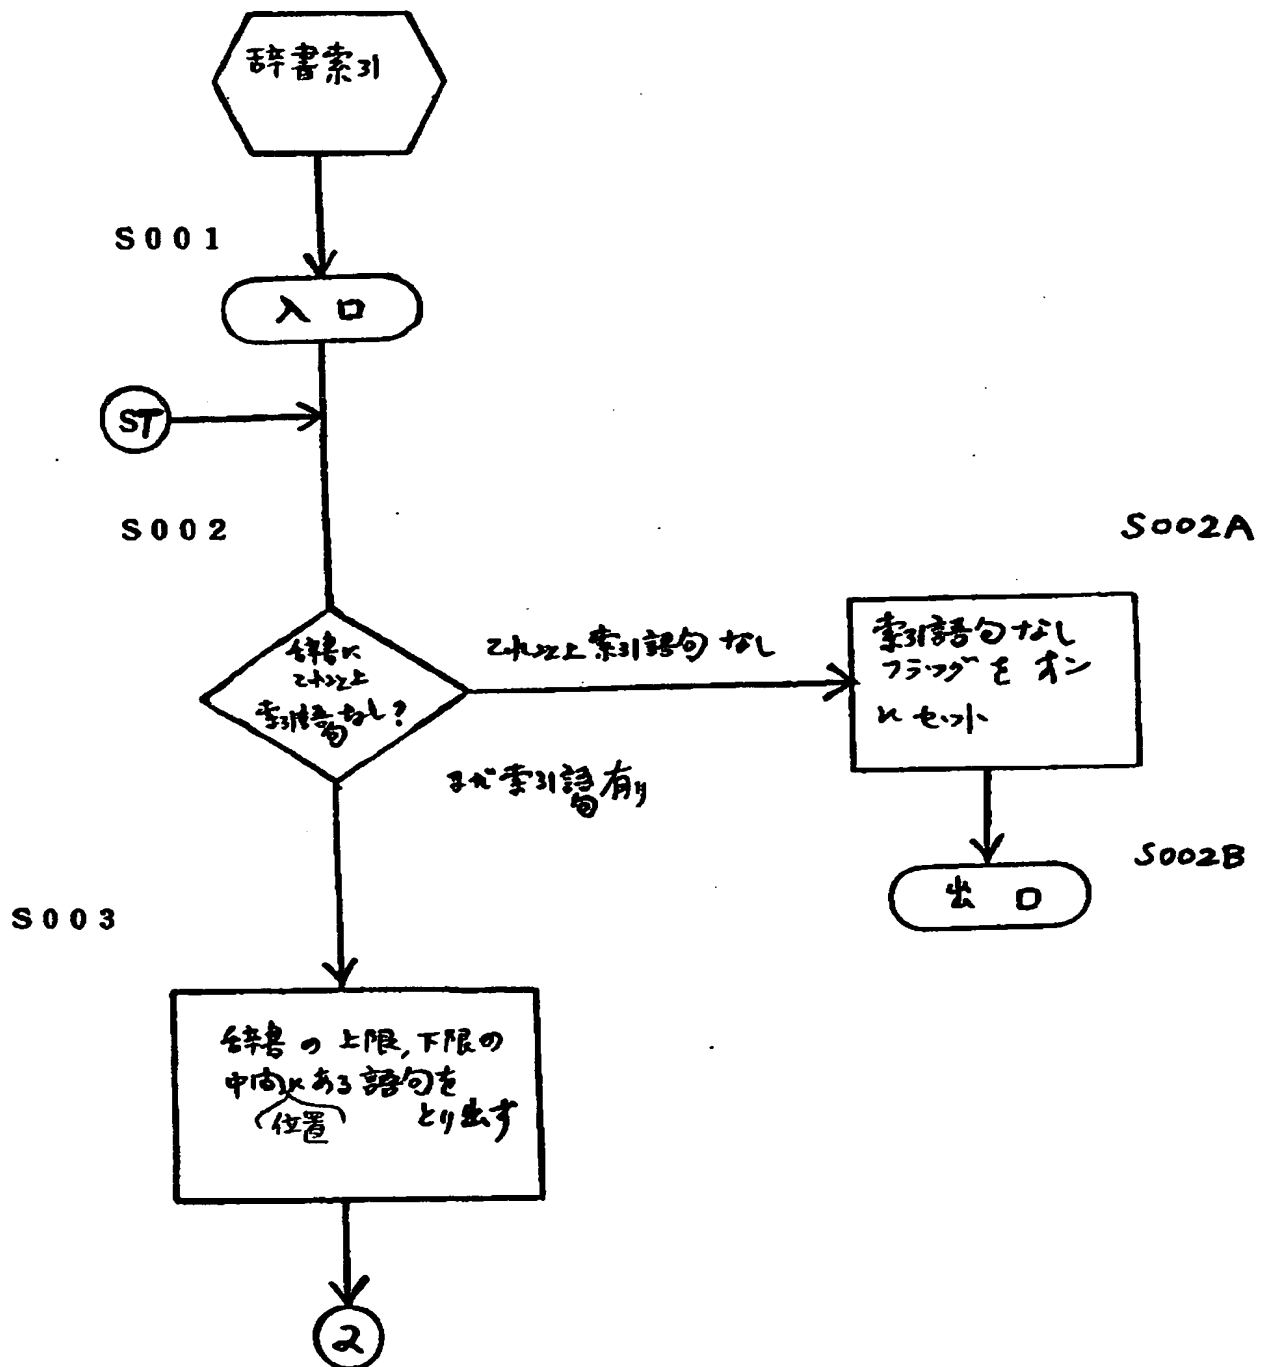 辞書索引
S001
入口
ST
S002
S002A
辞書に
これ以上
索引語句なし?
これ以上索引語句なし
索引語句なし
フラッグをオン
にセット
まだ索引語句有り
S002B
出口
S003
辞書の上限,下限の
中間にある語句を
位置
とり出す
2